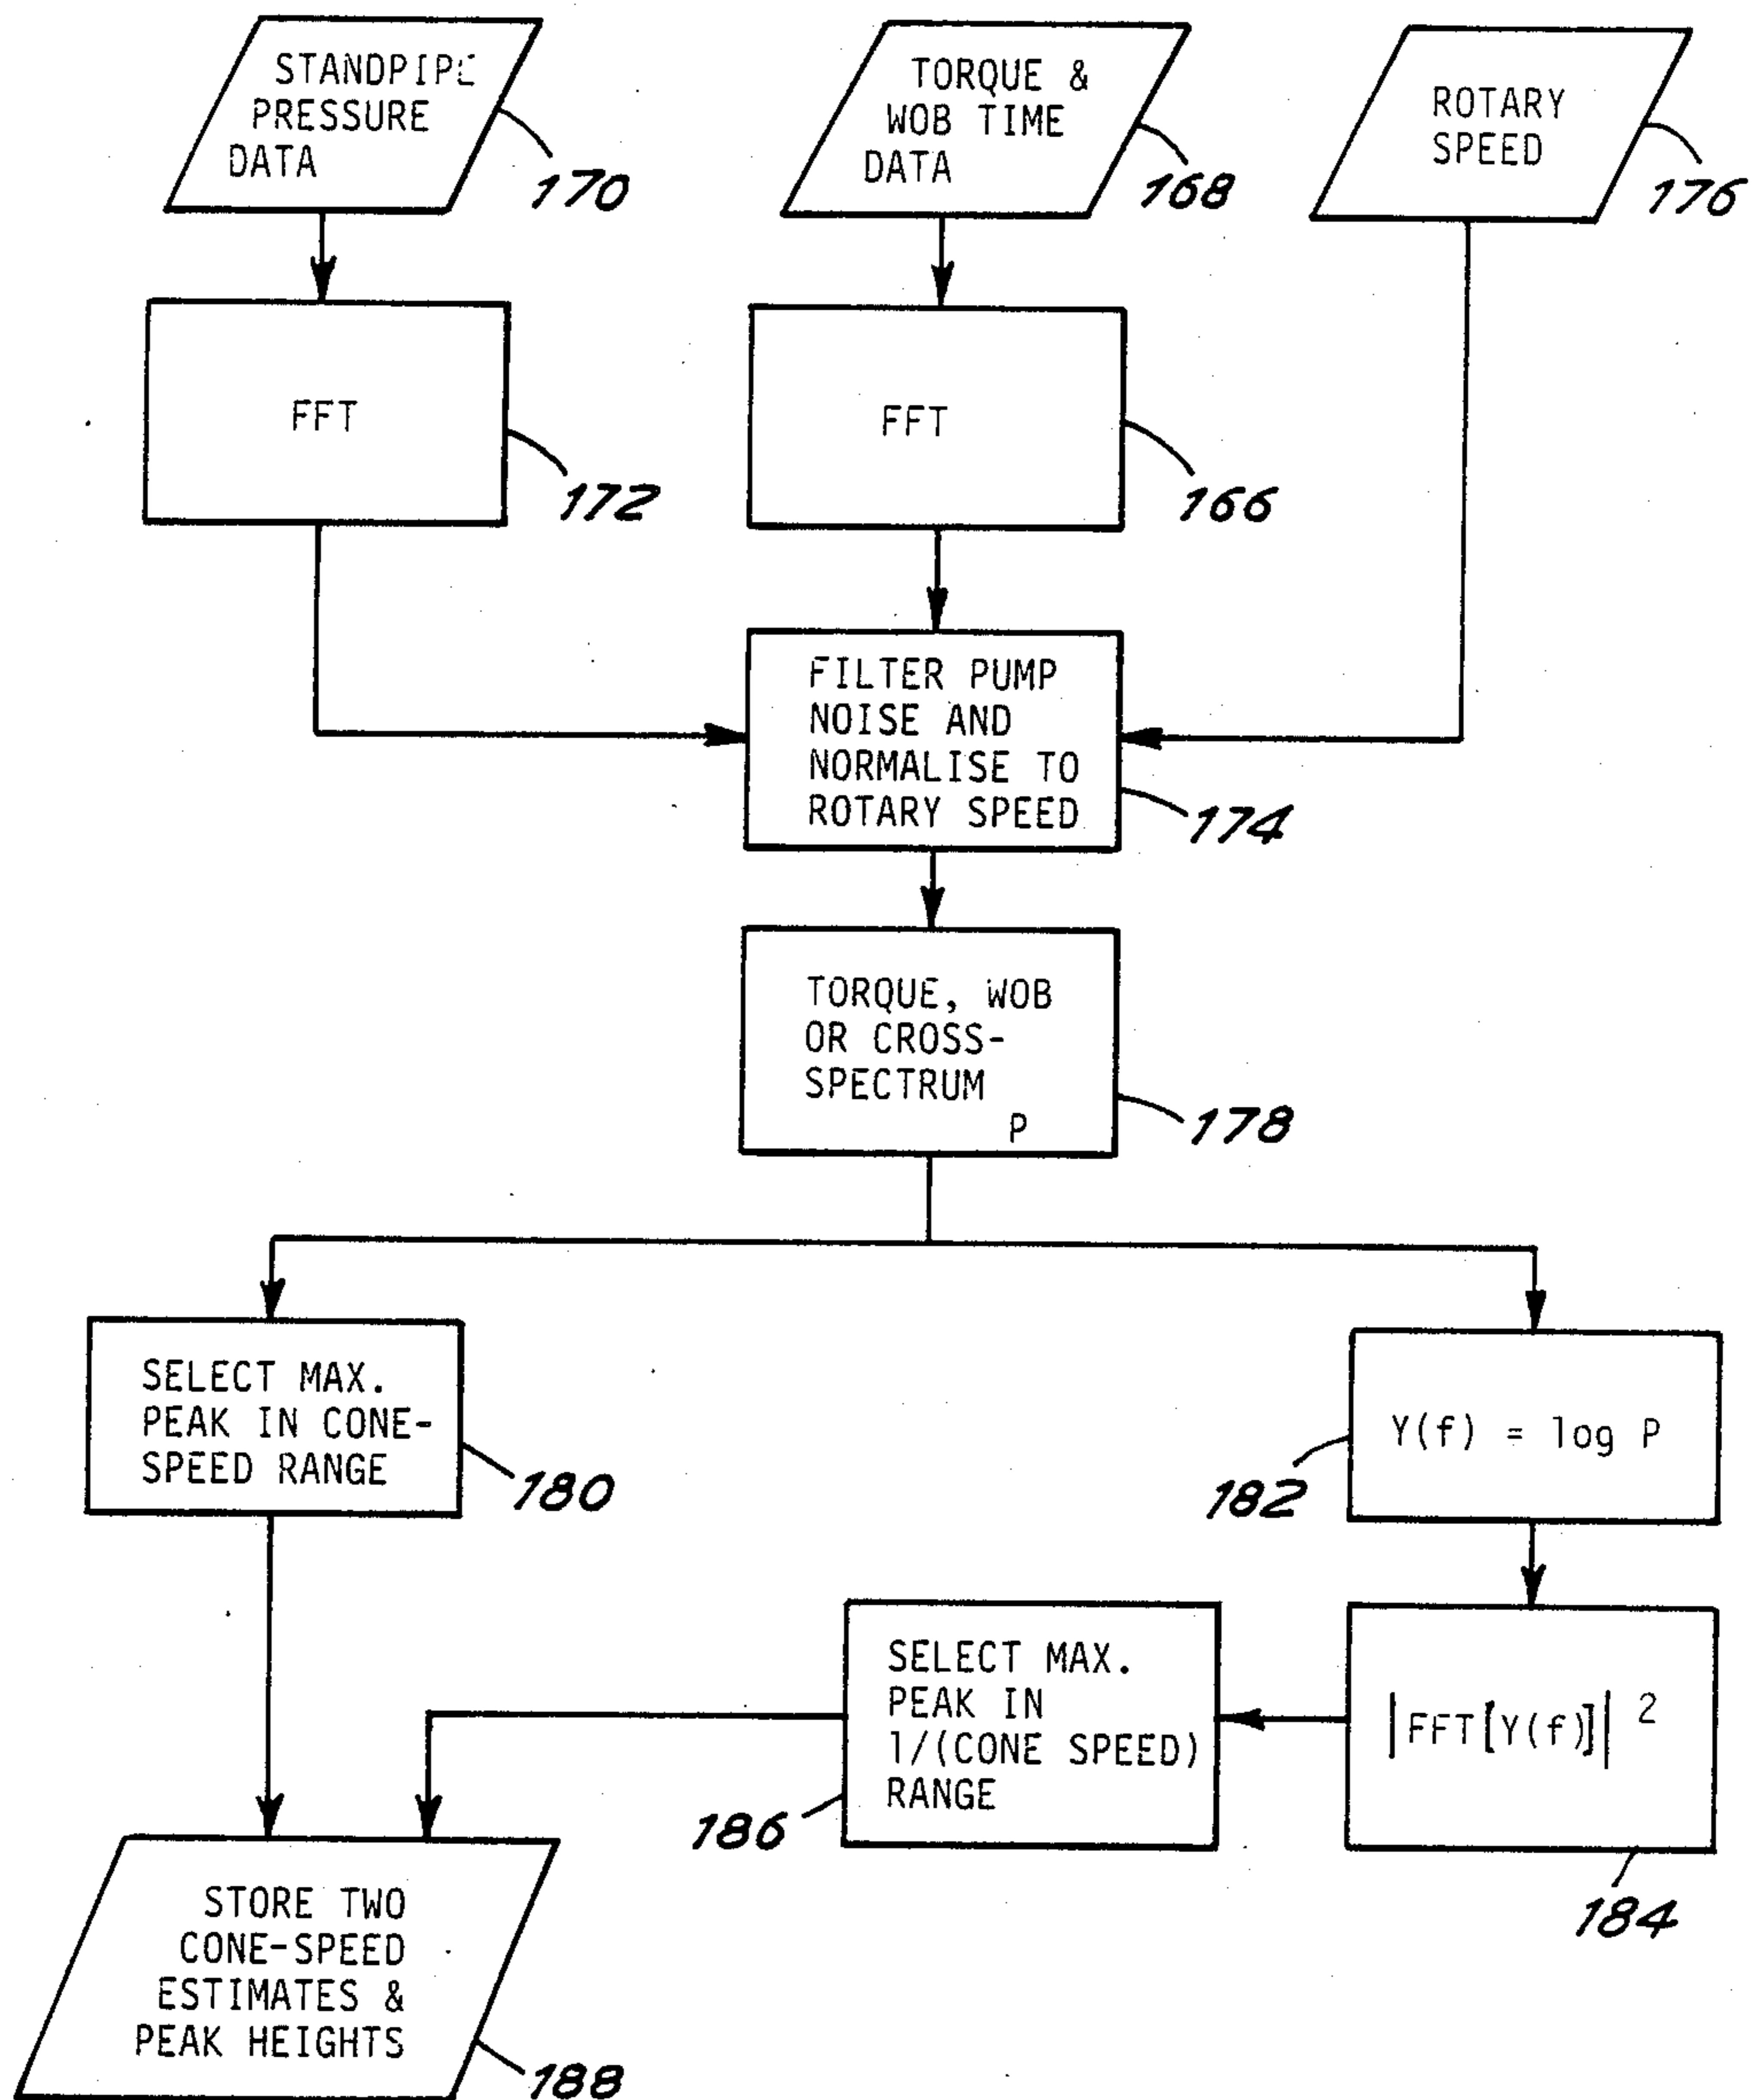 STANDPIPE
PRESSURE
DATA
170
TORQUE &
WOB TIME
DATA
168
ROTARY
SPEED
176
FFT
172
FFT
166
FILTER PUMP
NOISE AND
NORMALISE TO
ROTARY SPEED
174
TORQUE, WOB
OR CROSS-
SPECTRUM
P
178
SELECT MAX.
PEAK IN CONE-
SPEED RANGE
180
Y(f) = log P
182
SELECT MAX.
PEAK IN
1/(CONE SPEED)
RANGE
186
|FFT[Y(f)]| 2
184
STORE TWO
CONE-SPEED
ESTIMATES &
PEAK HEIGHTS
188